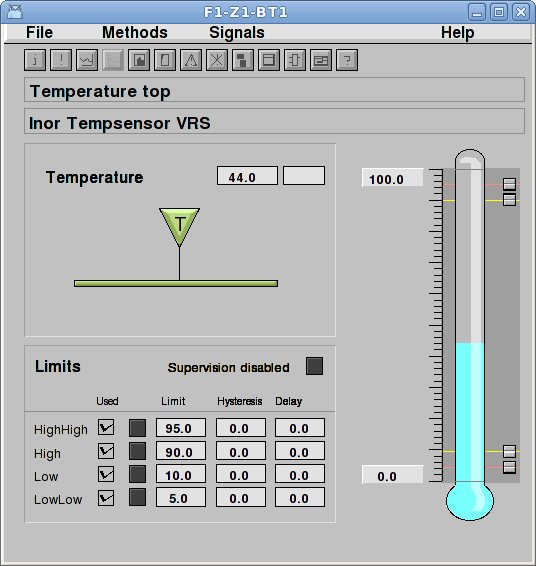 F1-Z1-BT1
File Methods Signals Help
i ! ?
Temperature top
Inor Tempsensor VRS
Temperature 44.0
100.0
T
Limits
Supervision disabled
Used Limit Hysteresis Delay
HighHigh 95.0 0.0 0.0
High 90.0 0.0 0.0
Low 10.0 0.0 0.0
LowLow 5.0 0.0 0.0
0.0